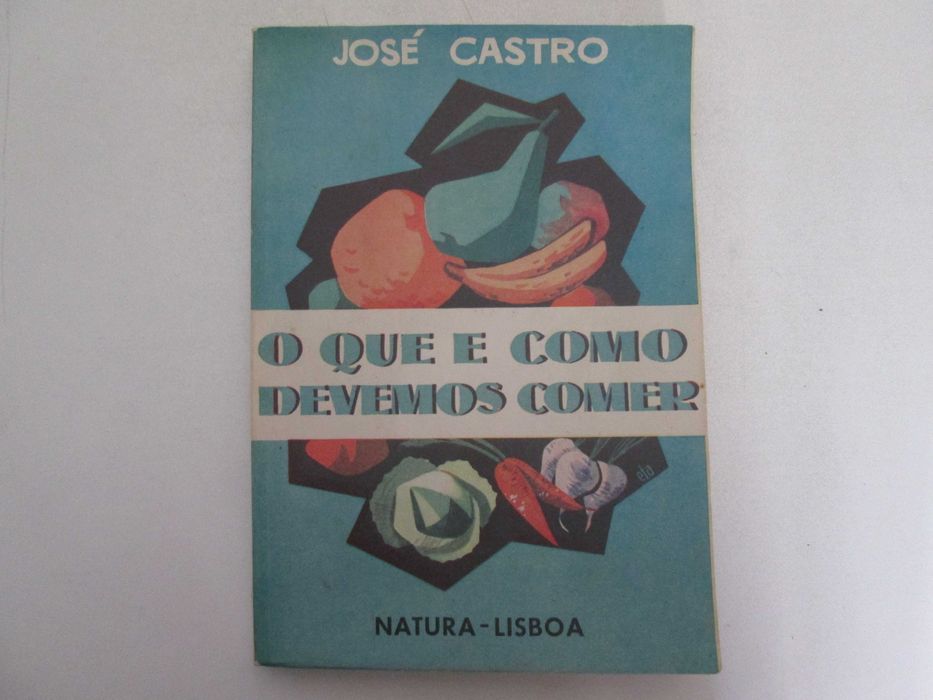 JOSÉ CASTRO
O QUE E COMO
DEVEMOS COMER
NATURA-LISBOA